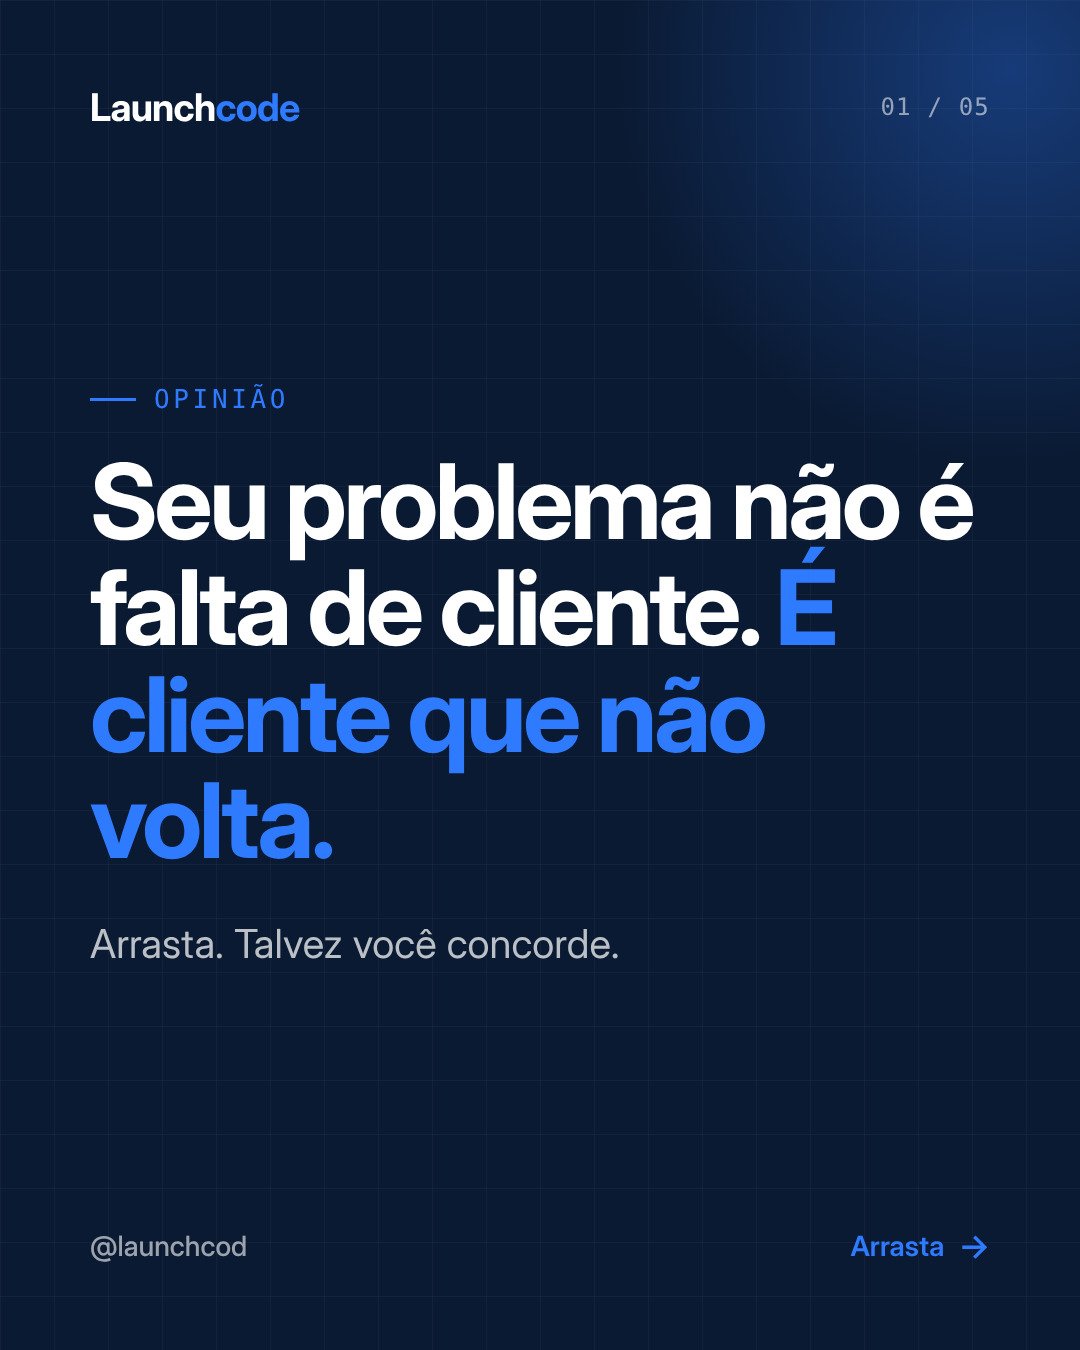 Launchcode
01 / 05
OPINIÃO
Seu problema não é
falta de cliente. É
cliente que não
volta.
Arrasta. Talvez você concorde.
@launchcod
Arrasta →